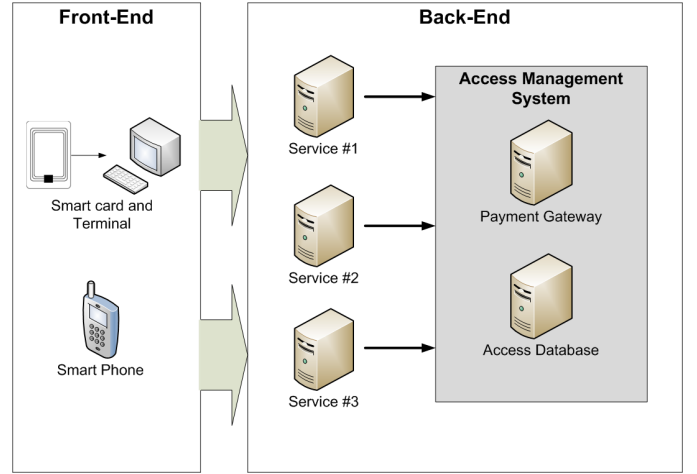 Front-End
Back-End
Smart card and
Terminal
Smart Phone
Service #1
Service #2
Service #3
Access Management
System
Payment Gateway
Access Database